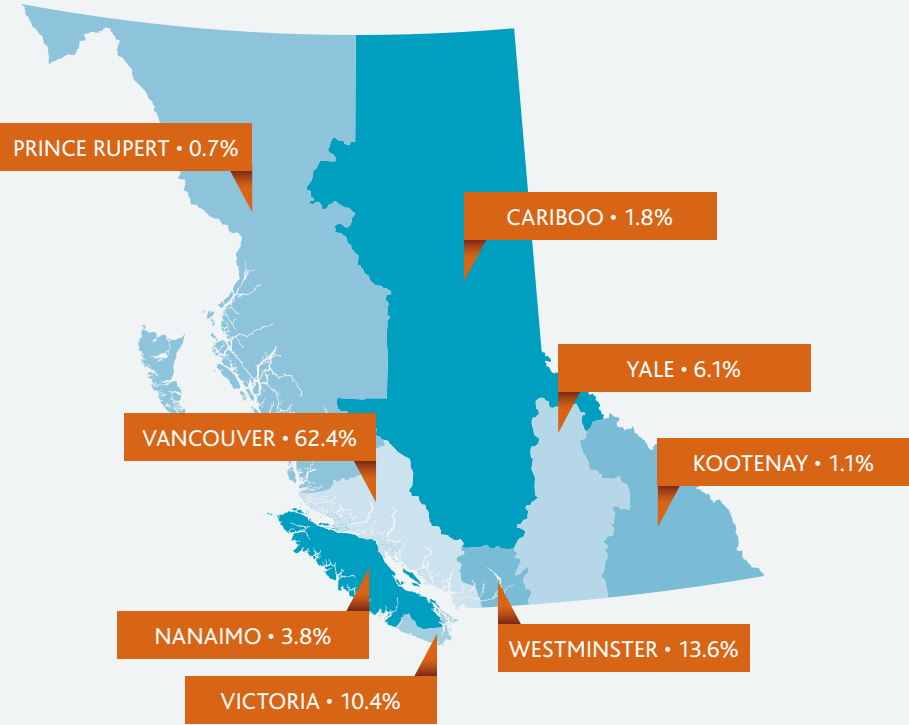 PRINCE RUPERT • 0.7%
CARIBOO • 1.8%
YALE • 6.1%
VANCOUVER • 62.4%
KOOTENAY • 1.1%
NANAIMO • 3.8%
WESTMINSTER • 13.6%
VICTORIA • 10.4%